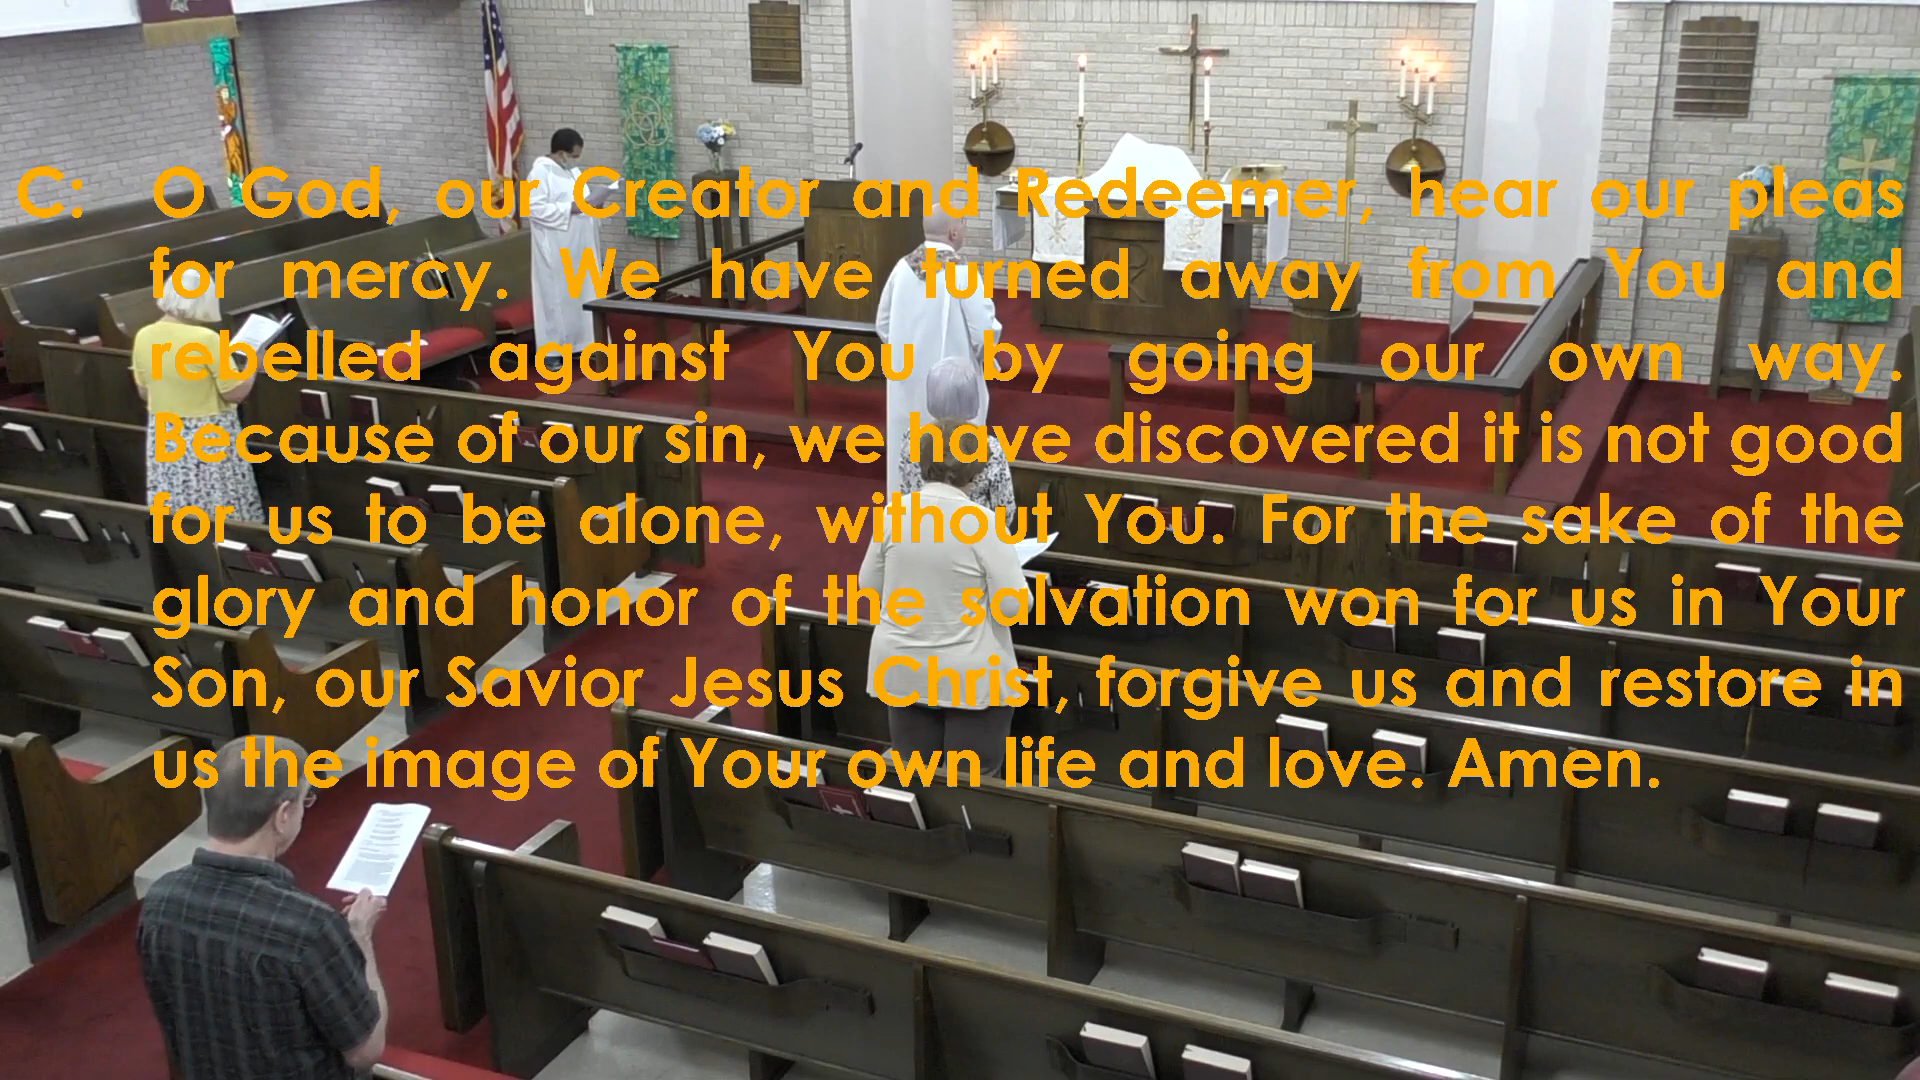 C: O God, our Creator and Redeemer, hear our pleas
for mercy. We have turned away from You and
rebelled against You by going our own way.
Because of our sin, we have discovered it is not good
for us to be alone, without You. For the sake of the
glory and honor of the salvation won for us in Your
Son, our Savior Jesus Christ, forgive us and restore in
us the image of Your own life and love. Amen.